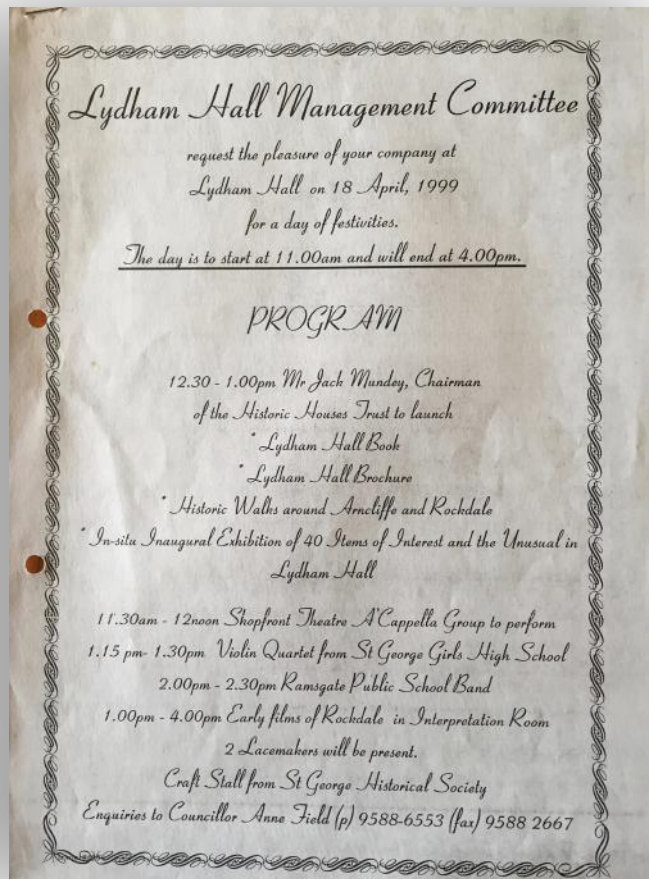 Lydham Hall Management Committee
request the pleasure of your company at
Lydham Hall on 18 April, 1999
for a day of festivities.
The day is to start at 11.00am and will end at 4.00pm.
PROGRAM
12.30 - 1.00pm Mr Jack Mundey, Chairman
of the Historic Houses Trust to launch
* Lydham Hall Book
* Lydham Hall Brochure
* Historic Walks around Arncliffe and Rockdale
* In-situ Inaugural Exhibition of 40 Items of Interest and the Unusual in
Lydham Hall
11.30am - 12noon Shopfront Theatre A'Cappella Group to perform
1.15 pm- 1.30pm Violin Quartet from St George Girls High School
2.00pm - 2.30pm Ramsgate Public School Band
1.00pm - 4.00pm Early films of Rockdale in Interpretation Room
2 Lacemakers will be present.
Craft Stall from St George Historical Society
Enquiries to Councillor Anne Field (p) 9588-6553 (fax) 9588 2667